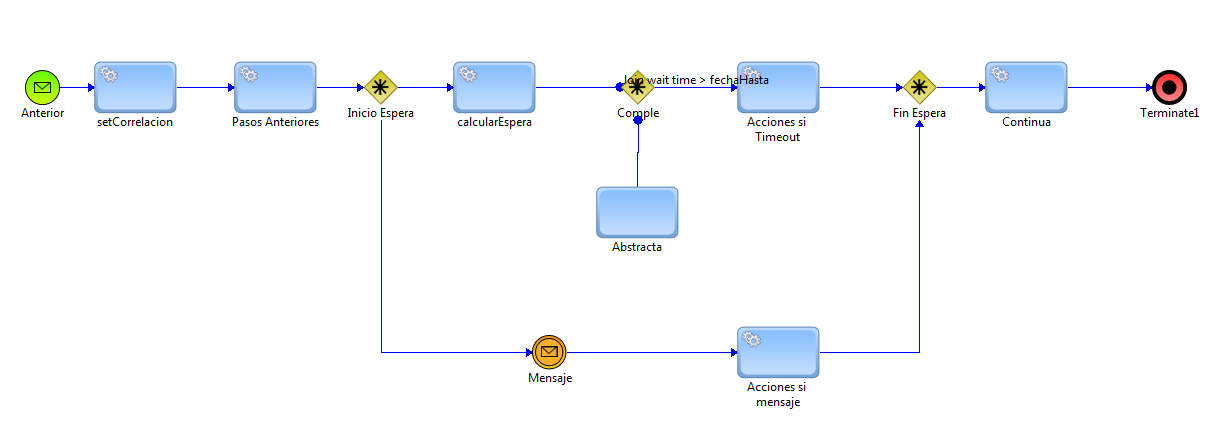 Join wait time > fechaHasta
Anterior
setCorrelacion
Pasos Anteriores
Inicio Espera
calcularEspera
Comple
Acciones si
Timeout
Fin Espera
Continua
Terminate1
Abstracta
Mensaje
Acciones si
mensaje